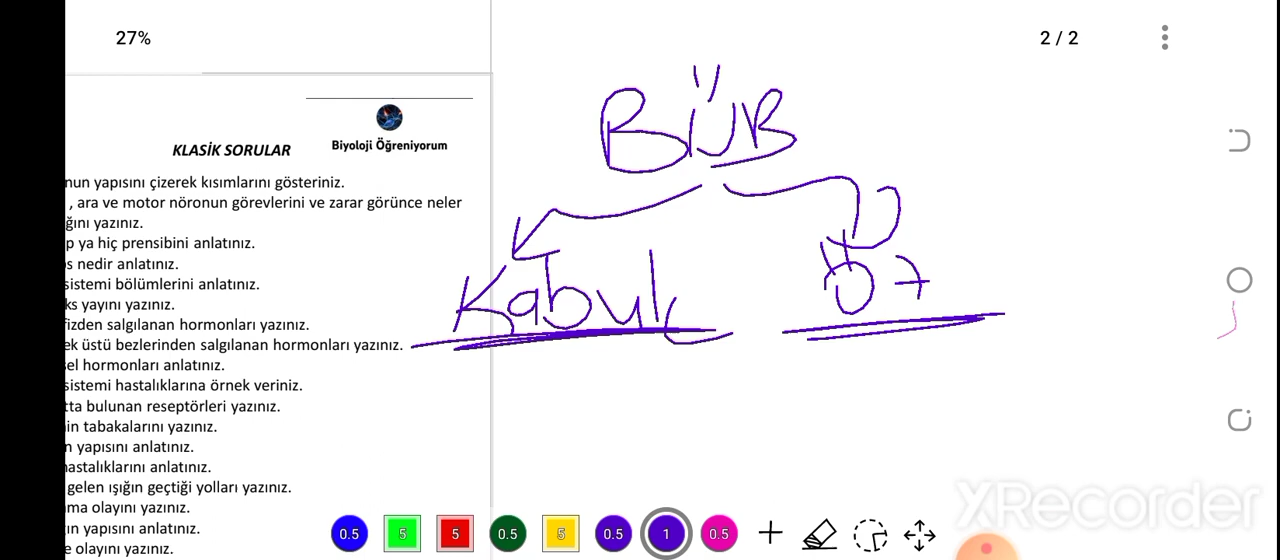 27%
2 / 2
Biyoloji Öğreniyorum
KLASİK SORULAR
nun yapısını çizerek kısımlarını gösteriniz.
, ara ve motor nöronun görevlerini ve zarar görünce neler
ğını yazınız.
p ya hiç prensibini anlatınız.
s nedir anlatınız.
sistemi bölümlerini anlatınız.
ks yayını yazınız.
fizden salgılanan hormonları yazınız.
ek üstü bezlerinden salgılanan hormonları yazınız.
sel hormonları anlatınız.
sistemi hastalıklarına örnek veriniz.
tta bulunan reseptörleri yazınız.
in tabakalarını yazınız.
n yapısını anlatınız.
hastalıklarını anlatınız.
gelen ışığın geçtiği yolları yazınız.
ma olayını yazınız.
ın yapısını anlatınız.
e olayını yazınız.
BÜB
Kabuk Öz
0.5 5 5 0.5 5 0.5 1 0.5
XRecorder